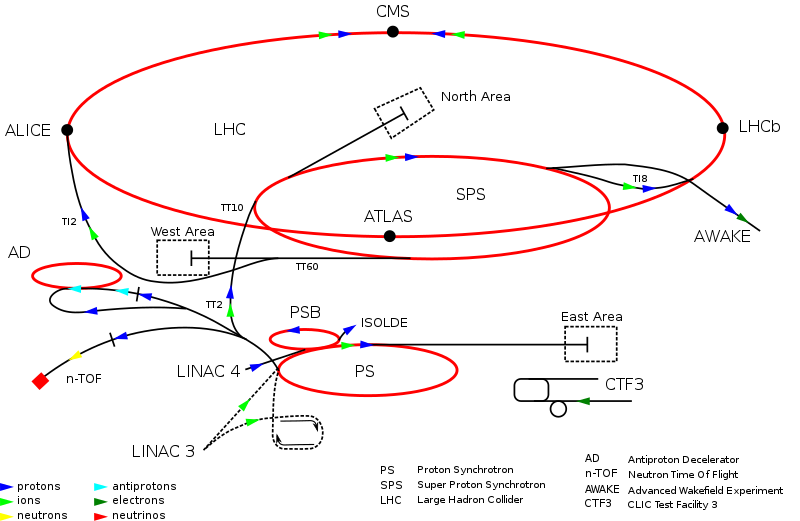 CMS
North Area
ALICE
LHC
LHCb
TI8
SPS
TT10
ATLAS
TI2
West Area
AWAKE
AD
TT60
TT2
PSB
ISOLDE
East Area
LINAC 4
PS
n-TOF
CTF3
LINAC 3
protons
antiprotons
ions
electrons
neutrons
neutrinos
PS Proton Synchrotron
SPS Super Proton Synchrotron
LHC Large Hadron Collider
AD Antiproton Decelerator
n-TOF Neutron Time Of Flight
AWAKE Advanced Wakefield Experiment
CTF3 CLIC Test Facility 3